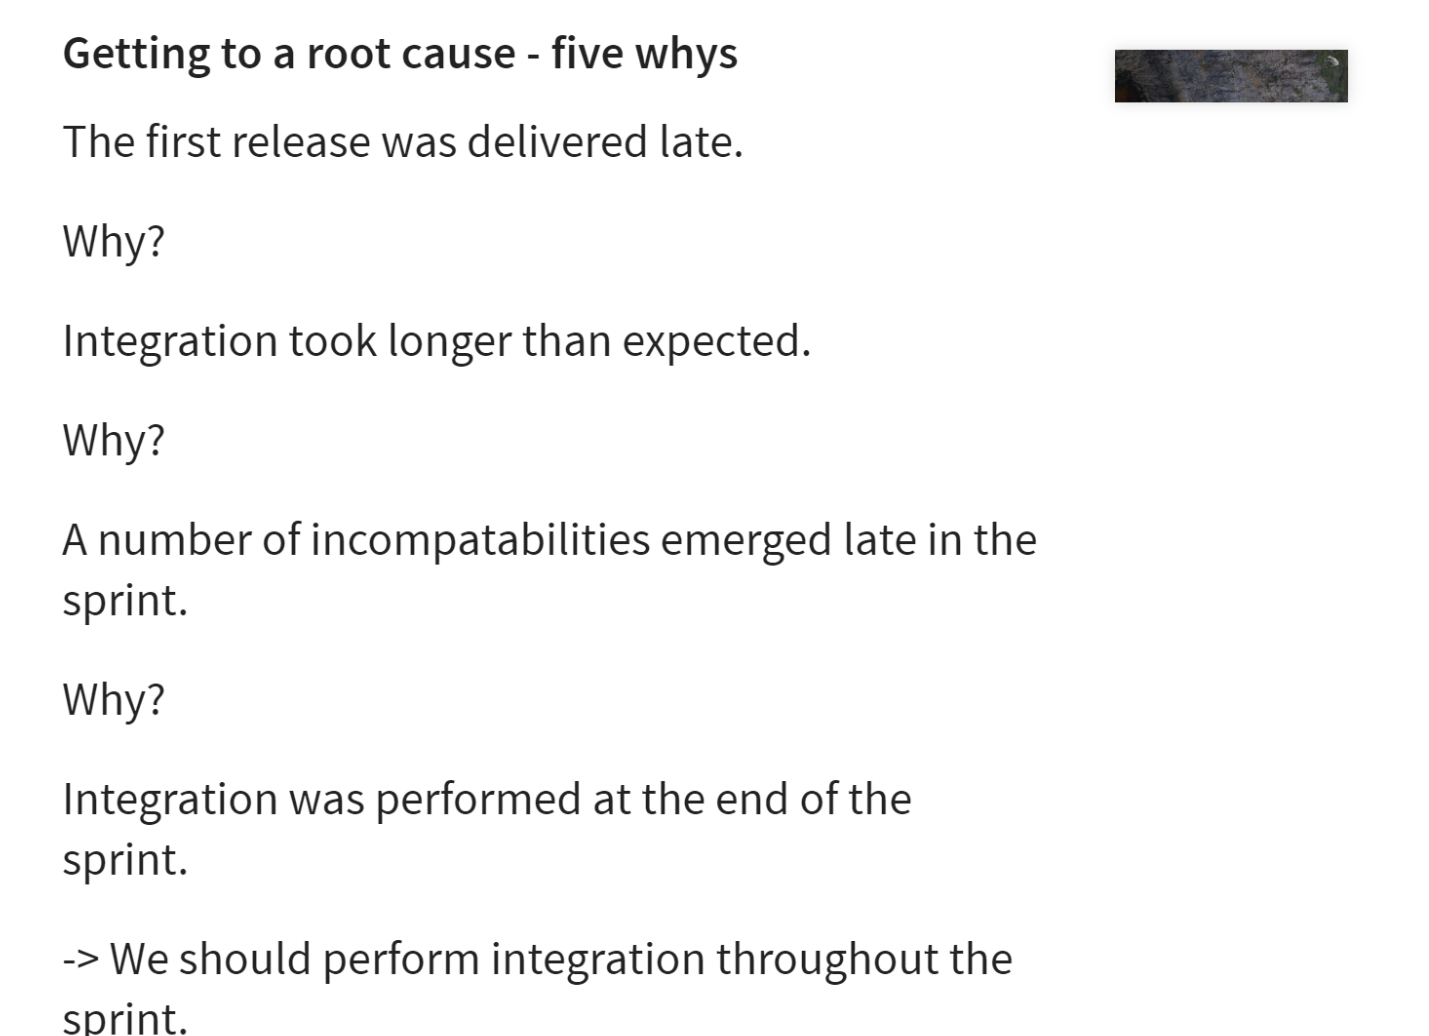 Getting to a root cause - five whys
The first release was delivered late.
Why?
Integration took longer than expected.
Why?
A number of incompatabilities emerged late in the
sprint.
Why?
Integration was performed at the end of the
sprint.
-> We should perform integration throughout the
sprint.